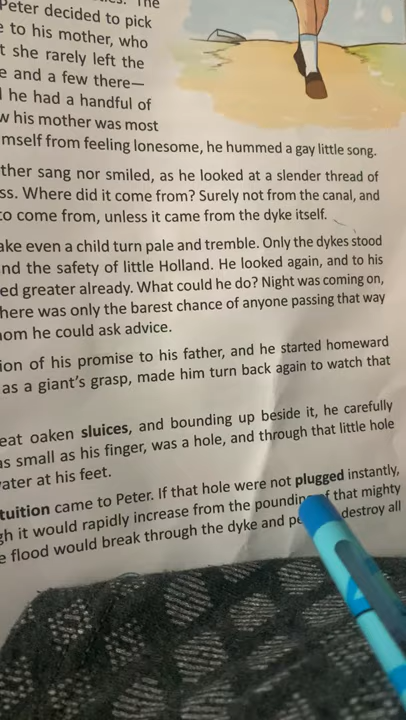 The
Peter decided to pick
to his mother, who
t she rarely left the
e and a few there—
he had a handful of
w his mother was most
mself from feeling lonesome, he hummed a gay little song.
ther sang nor smiled, as he looked at a slender thread of
ss. Where did it come from? Surely not from the canal, and
to come from, unless it came from the dyke itself.
ake even a child turn pale and tremble. Only the dykes stood
nd the safety of little Holland. He looked again, and to his
ed greater already. What could he do? Night was coming on,
here was only the barest chance of anyone passing that way
om he could ask advice.
ion of his promise to his father, and he started homeward
as a giant's grasp, made him turn back again to watch that
eat oaken sluices, and bounding up beside it, he carefully
as small as his finger, was a hole, and through that little hole
ater at his feet.
tuition came to Peter. If that hole were not plugged instantly,
gh it would rapidly increase from the pounding of that mighty
e flood would break through the dyke and destroy all